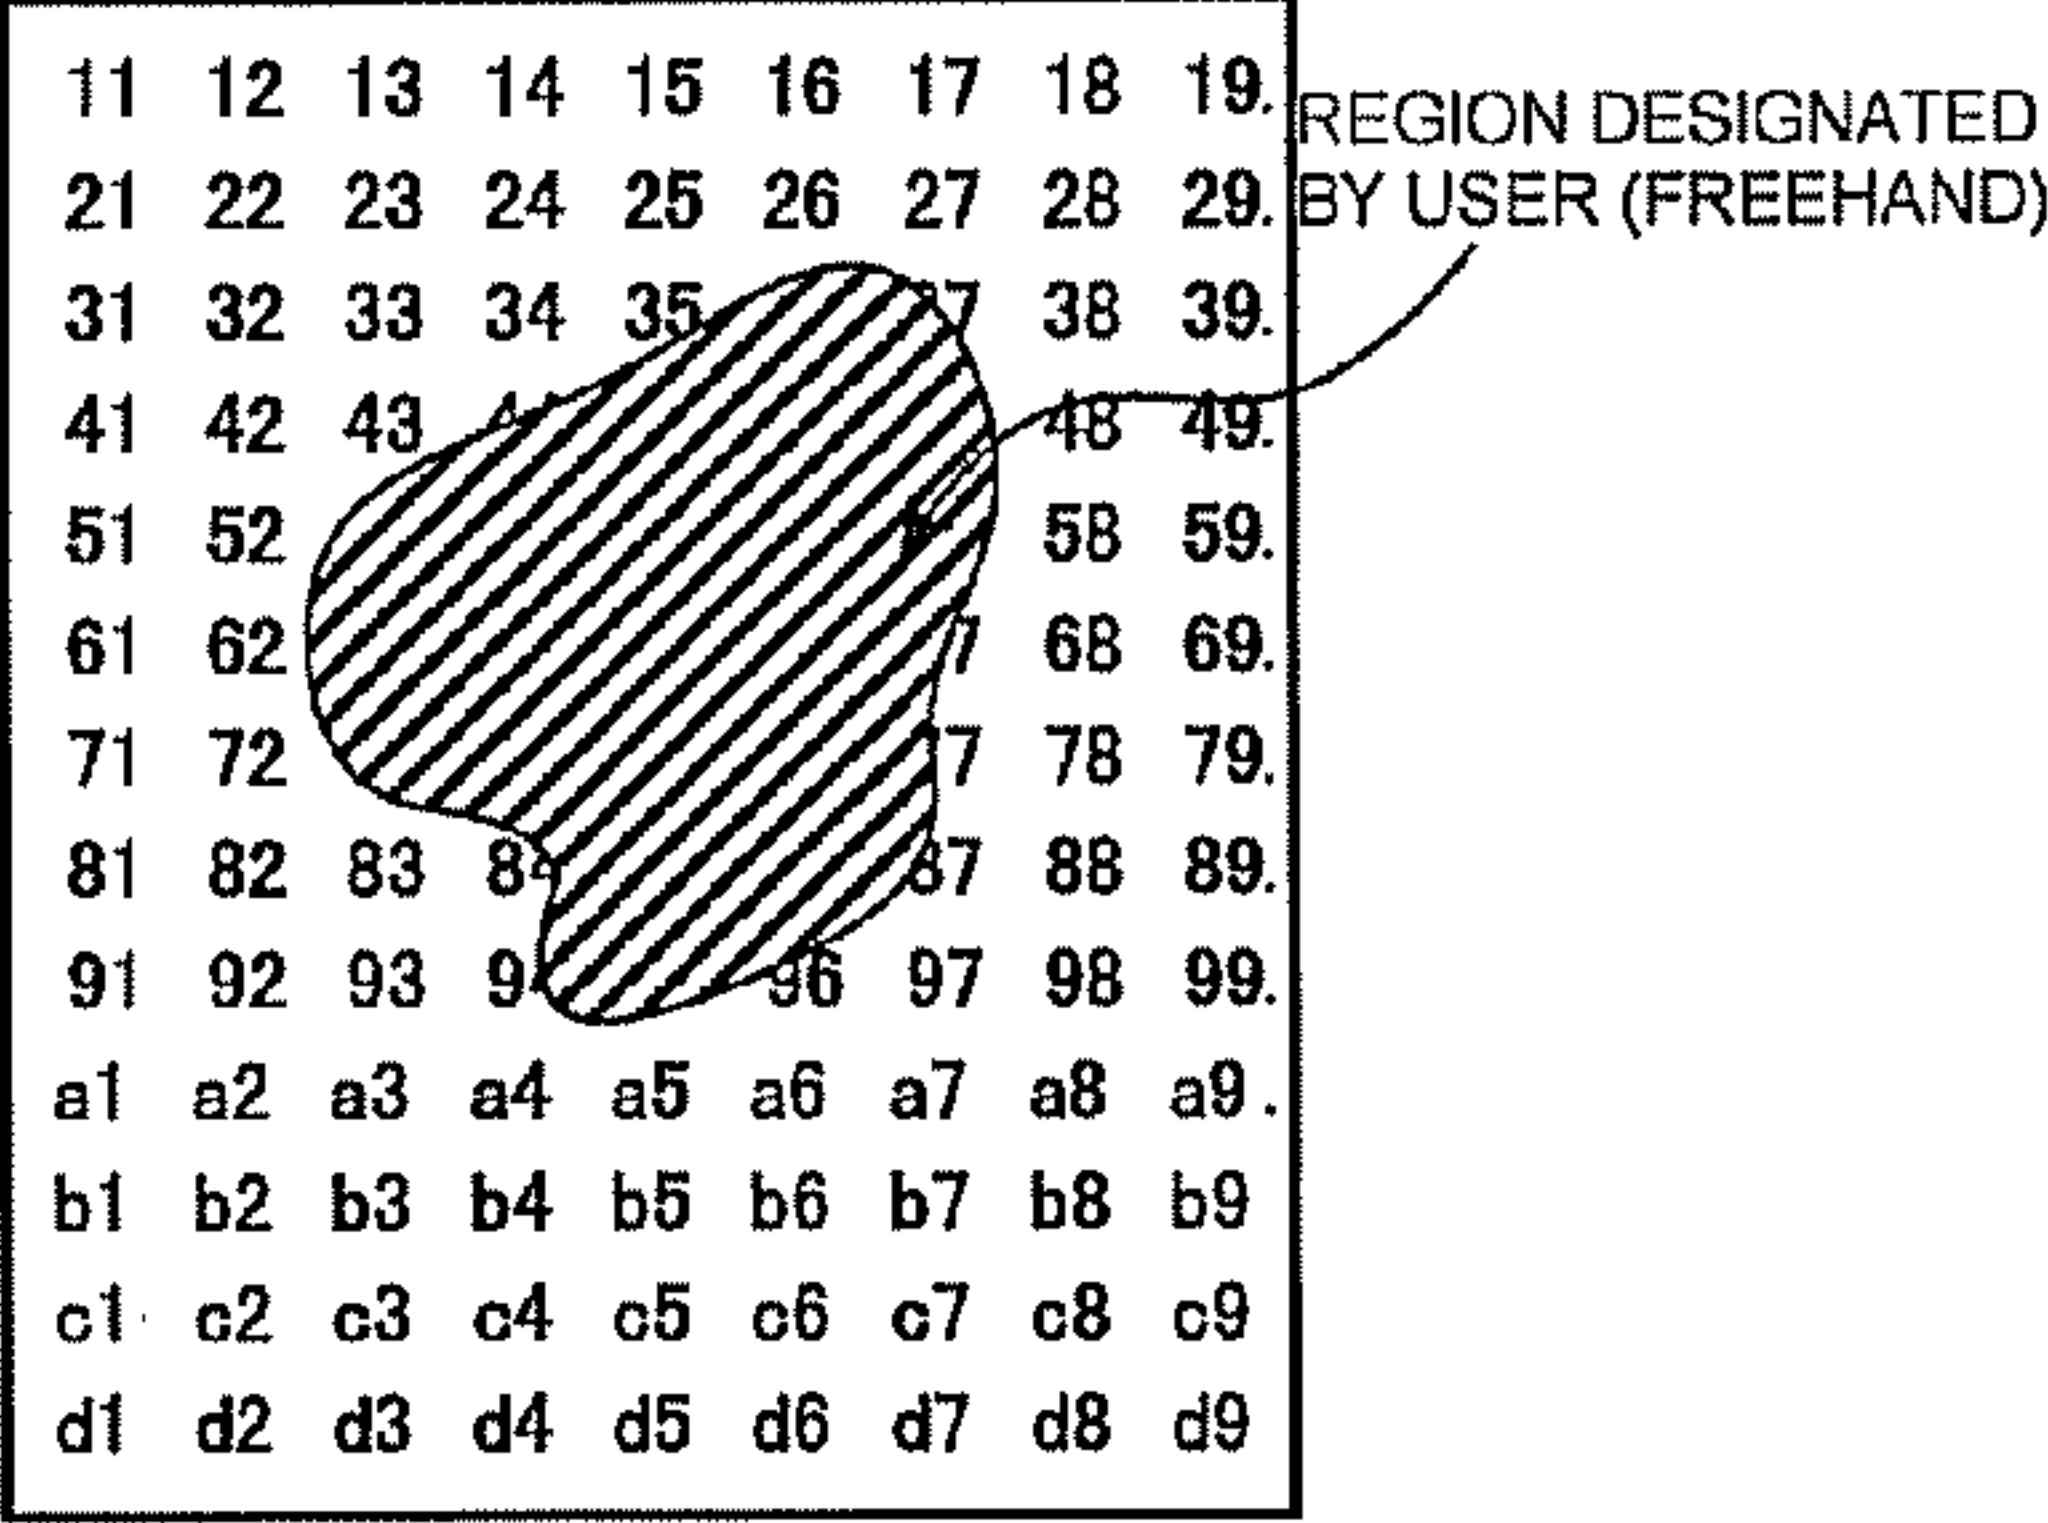 11 12 13 14 15 16 17 18 19.
REGION DESIGNATED
21 22 23 24 25 26 27 28 29.
BY USER (FREEHAND)
31 32 33 34 35 38 39.
41 42 43 48 49.
51 52 58 59.
61 62 68 69.
71 72 78 79.
81 82 83 84 87 88 89.
91 92 93 96 97 98 99.
a1 a2 a3 a4 a5 a6 a7 a8 a9 .
b1 b2 b3 b4 b5 b6 b7 b8 b9
c1 c2 c3 c4 c5 c6 c7 c8 c9
d1 d2 d3 d4 d5 d6 d7 d8 d9